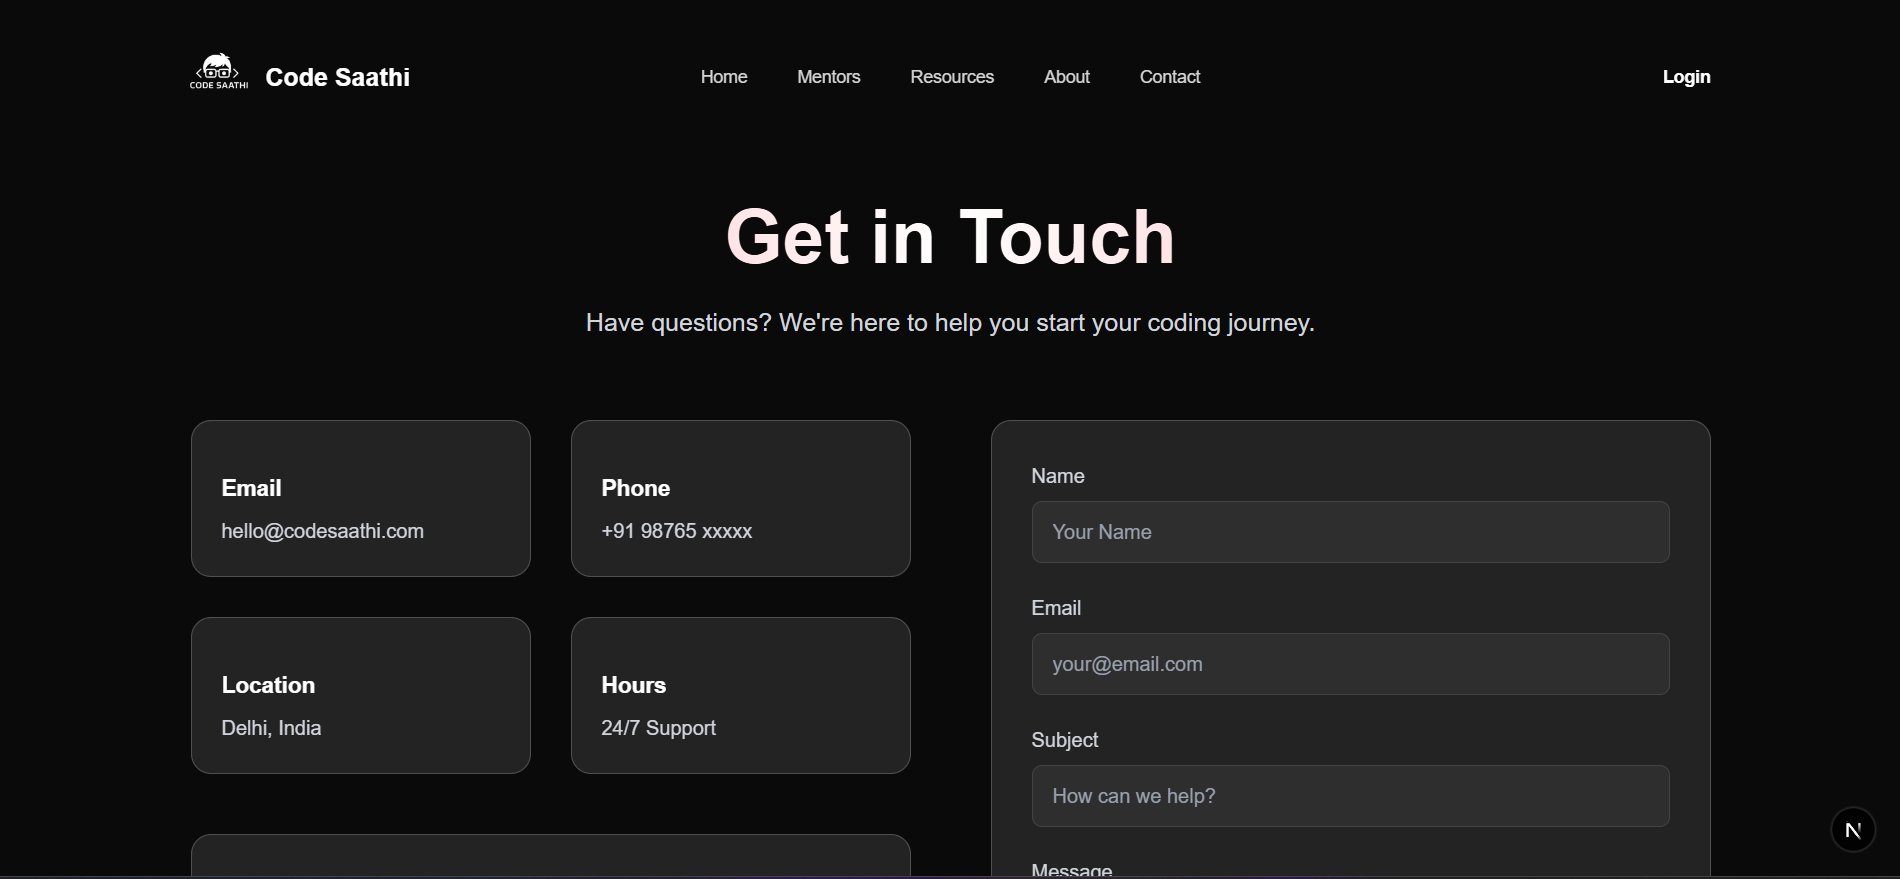 CODE SAATHI
Code Saathi
Home
Mentors
Resources
About
Contact
Login
Get in Touch
Have questions? We're here to help you start your coding journey.
Email
hello@codesaathi.com
Phone
+91 98765 xxxxx
Location
Delhi, India
Hours
24/7 Support
Name
Your Name
Email
your@email.com
Subject
How can we help?
Message
N